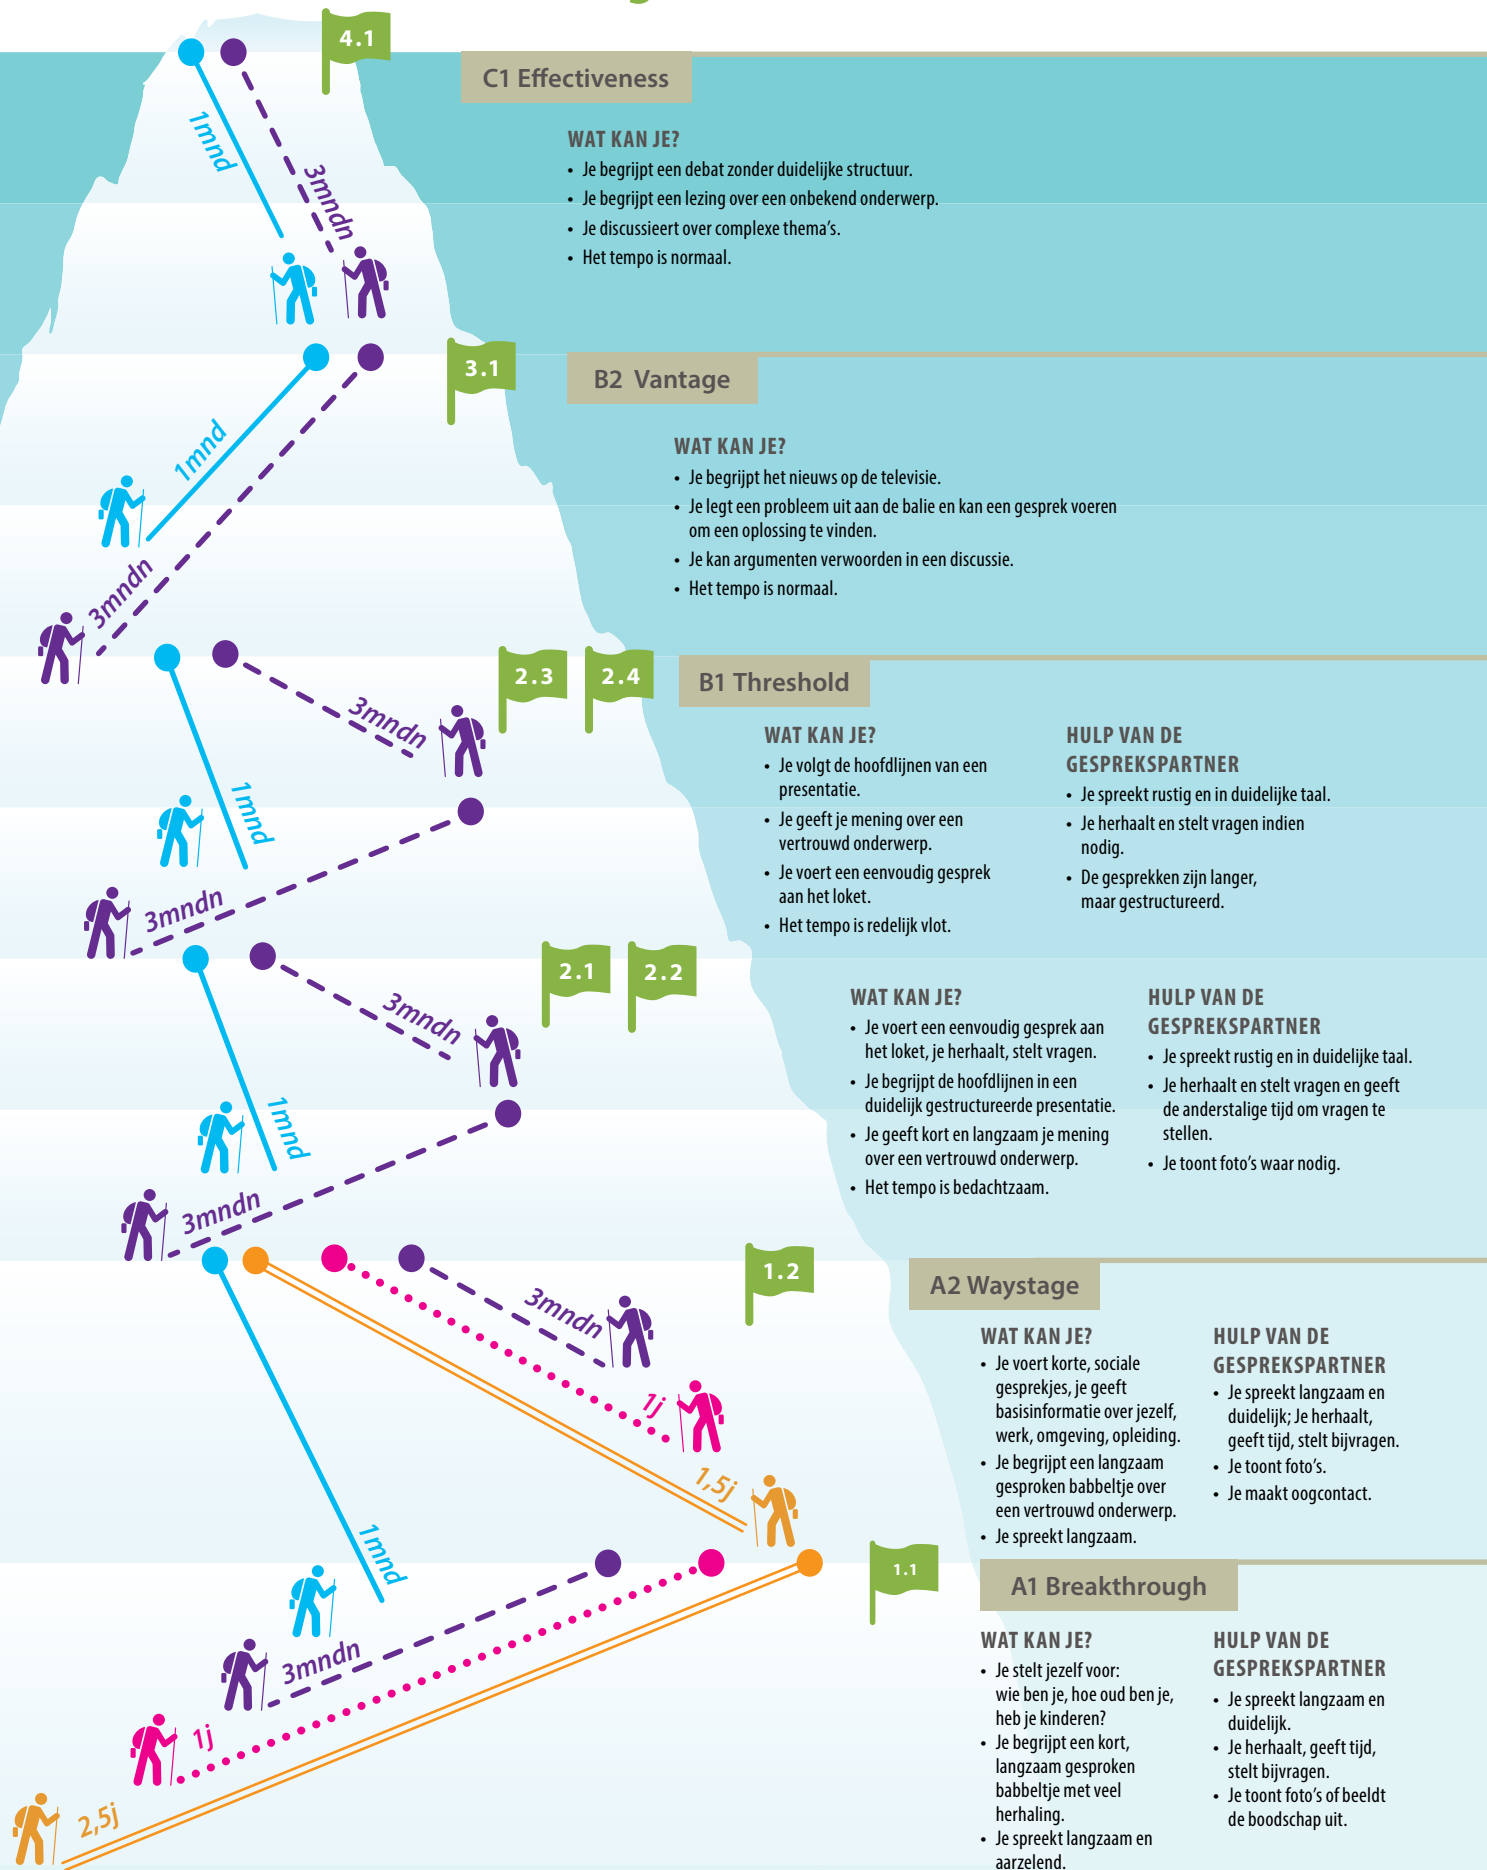 4.1
C1 Effectiveness
1mnd
3mndn
WAT KAN JE?
• Je begrijpt een debat zonder duidelijke structuur.
• Je begrijpt een lezing over een onbekend onderwerp.
• Je discussieert over complexe thema's.
• Het tempo is normaal.
3.1
B2 Vantage
1mnd
3mndn
WAT KAN JE?
• Je begrijpt het nieuws op de televisie.
• Je legt een probleem uit aan de balie en kan een gesprek voeren
om een oplossing te vinden.
• Je kan argumenten verwoorden in een discussie.
• Het tempo is normaal.
2.3
2.4
B1 Threshold
3mndn
1mnd
3mndn
WAT KAN JE?
• Je volgt de hoofdlijnen van een
presentatie.
• Je geeft je mening over een
vertrouwd onderwerp.
• Je voert een eenvoudig gesprek
aan het loket.
• Het tempo is redelijk vlot.
HULP VAN DE
GESPREKSPARTNER
• Je spreekt rustig en in duidelijke taal.
• Je herhaalt en stelt vragen indien
nodig.
• De gesprekken zijn langer,
maar gestructureerd.
2.1
2.2
3mndn
1mnd
3mndn
WAT KAN JE?
• Je voert een eenvoudig gesprek aan
het loket, je herhaalt, stelt vragen.
• Je begrijpt de hoofdlijnen in een
duidelijk gestructureerde presentatie.
• Je geeft kort en langzaam je mening
over een vertrouwd onderwerp.
• Het tempo is bedachtzaam.
HULP VAN DE
GESPREKSPARTNER
• Je spreekt rustig en in duidelijke taal.
• Je herhaalt en stelt vragen en geeft
de anderstalige tijd om vragen te
stellen.
• Je toont foto's waar nodig.
1.2
A2 Waystage
3mndn
1j
1,5j
1mnd
WAT KAN JE?
• Je voert korte, sociale
gesprekjes, je geeft
basisinformatie over jezelf,
werk, omgeving, opleiding.
• Je begrijpt een langzaam
gesproken babbeltje over
een vertrouwd onderwerp.
• Je spreekt langzaam.
HULP VAN DE
GESPREKSPARTNER
• Je spreekt langzaam en
duidelijk; Je herhaalt,
geeft tijd, stelt bijvragen.
• Je toont foto's.
• Je maakt oogcontact.
1.1
A1 Breakthrough
3mndn
1j
2,5j
WAT KAN JE?
• Je stelt jezelf voor:
wie ben je, hoe oud ben je,
heb je kinderen?
• Je begrijpt een kort,
langzaam gesproken
babbeltje met veel
herhaling.
• Je spreekt langzaam en
aarzelend.
HULP VAN DE
GESPREKSPARTNER
• Je spreekt langzaam en
duidelijk.
• Je herhaalt, geeft tijd,
stelt bijvragen.
• Je toont foto's of beeldt
de boodschap uit.